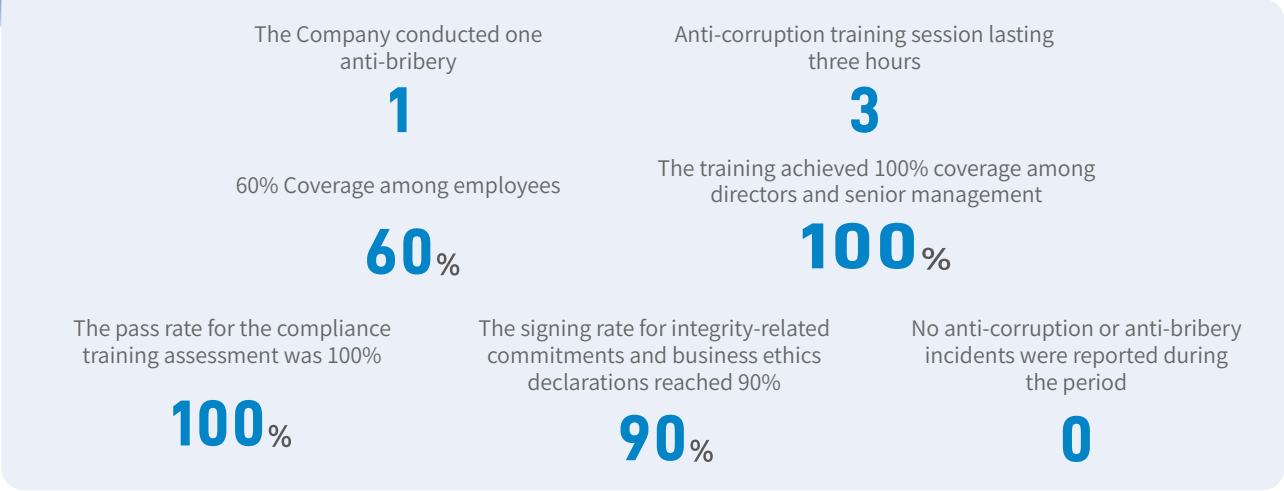 The Company conducted one
anti-bribery
1
Anti-corruption training session lasting
three hours
3
60% Coverage among employees
60%
The training achieved 100% coverage among
directors and senior management
100%
The pass rate for the compliance
training assessment was 100%
100%
The signing rate for integrity-related
commitments and business ethics
declarations reached 90%
90%
No anti-corruption or anti-bribery
incidents were reported during
the period
0